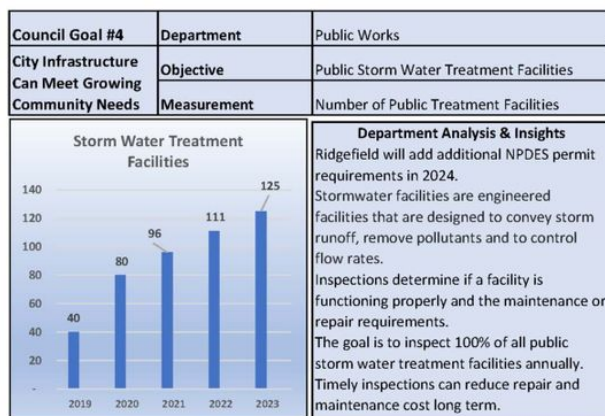 Council Goal #4
Department
Public Works
City Infrastructure
Can Meet Growing
Community Needs
Objective
Public Storm Water Treatment Facilities
Measurement
Number of Public Treatment Facilities
Storm Water Treatment
Facilities
140
120
100
80
60
40
20
-
40
80
96
111
125
2019
2020
2021
2022
2023
Department Analysis & Insights
Ridgefield will add additional NPDES permit
requirements in 2024.
Stormwater facilities are engineered
facilities that are designed to convey storm
runoff, remove pollutants and to control
flow rates.
Inspections determine if a facility is
functioning properly and the maintenance or
repair requirements.
The goal is to inspect 100% of all public
storm water treatment facilities annually.
Timely inspections can reduce repair and
maintenance cost long term.